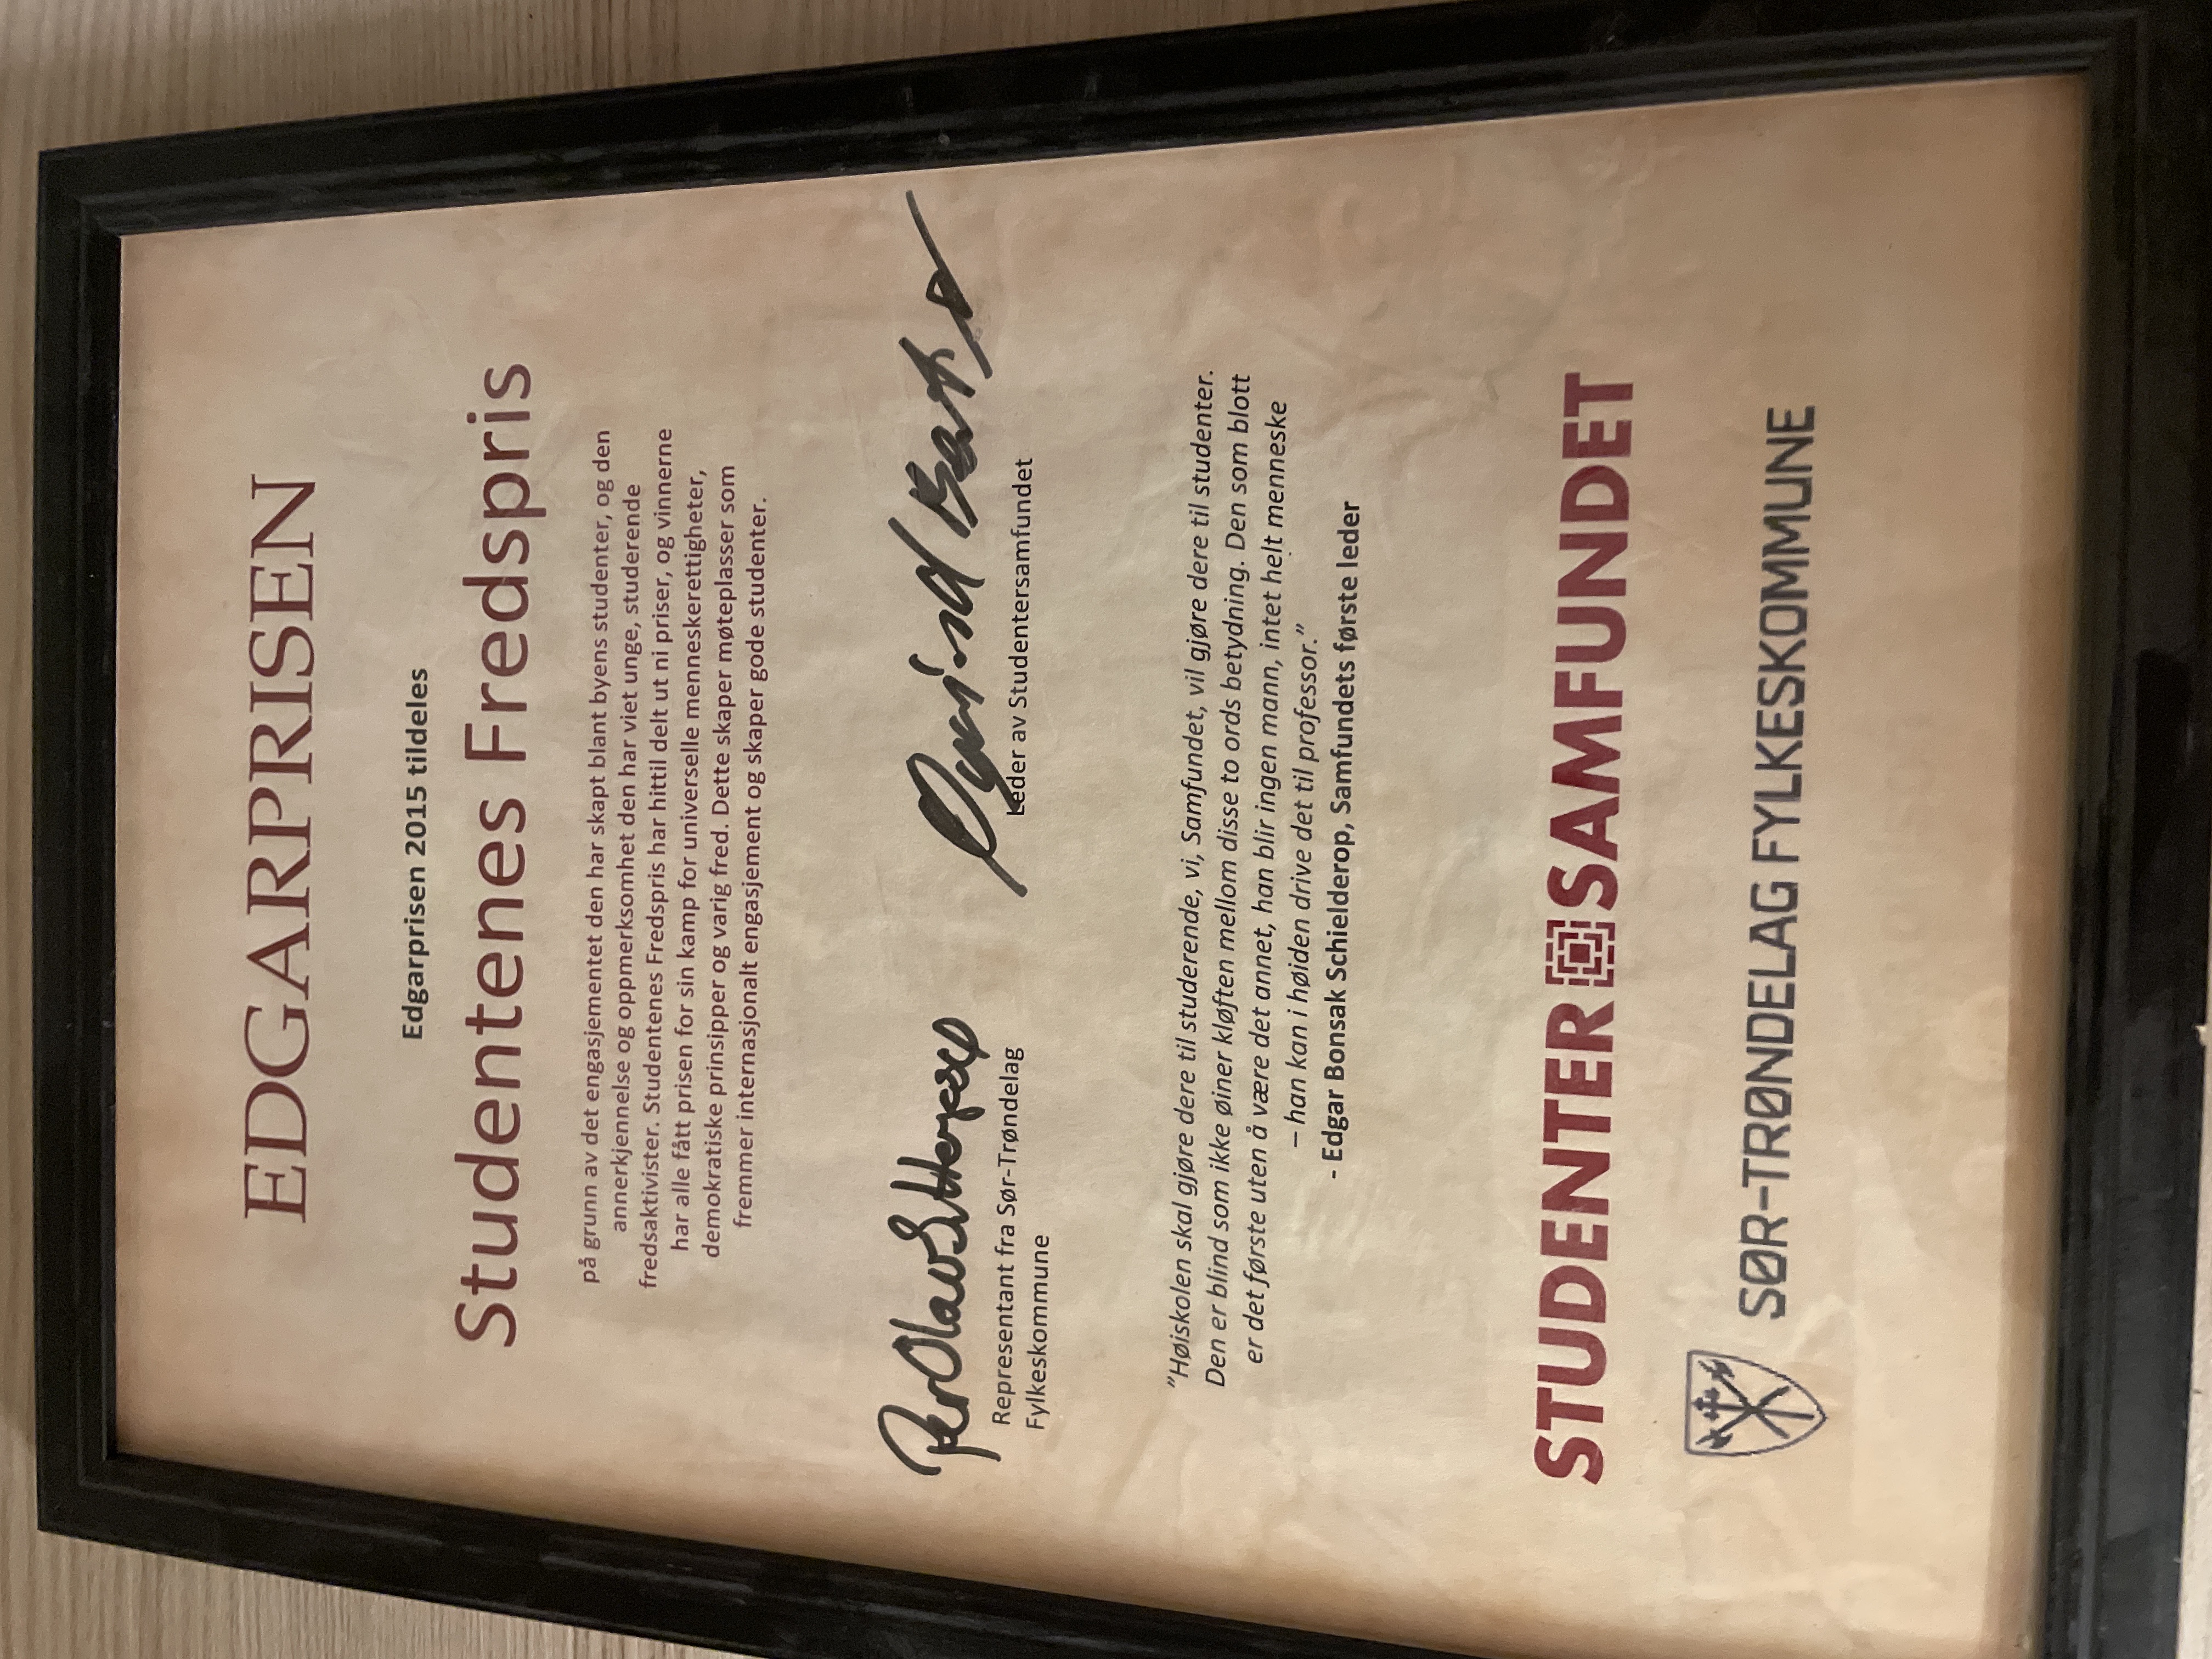 EDGARPRISEN
Edgarprisen 2015 tildeles
Studentenes Fredspris
på grunn av det engasjementet den har skapt blant byens studenter, og den
annerkjennelse og oppmerksomhet den har viet unge, studerende
fredsaktivister. Studentenes Fredspris har hittil delt ut ni priser, og vinnerne
har alle fått prisen for sin kamp for universelle menneskerettigheter,
demokratiske prinsipper og varig fred. Dette skaper møteplasser som
fremmer internasjonalt engasjement og skaper gode studenter.
Per Olav
Representant fra Sør-Trøndelag
Fylkeskommune
Øyvind
Leder av Studentersamfundet
"Høiskolen skal gjøre dere til studerende, vi, Samfundet, vil gjøre dere til studenter.
Den er blind som ikke øiner kløften mellom disse to ords betydning. Den som blott
er det første uten å være det annet, han blir ingen mann, intet helt menneske
– han kan i høiden drive det til professor."
- Edgar Bonsak Schielderop, Samfundets første leder
STUDENTERSAMFUNDET
SØR-TRØNDELAG FYLKESKOMMUNE